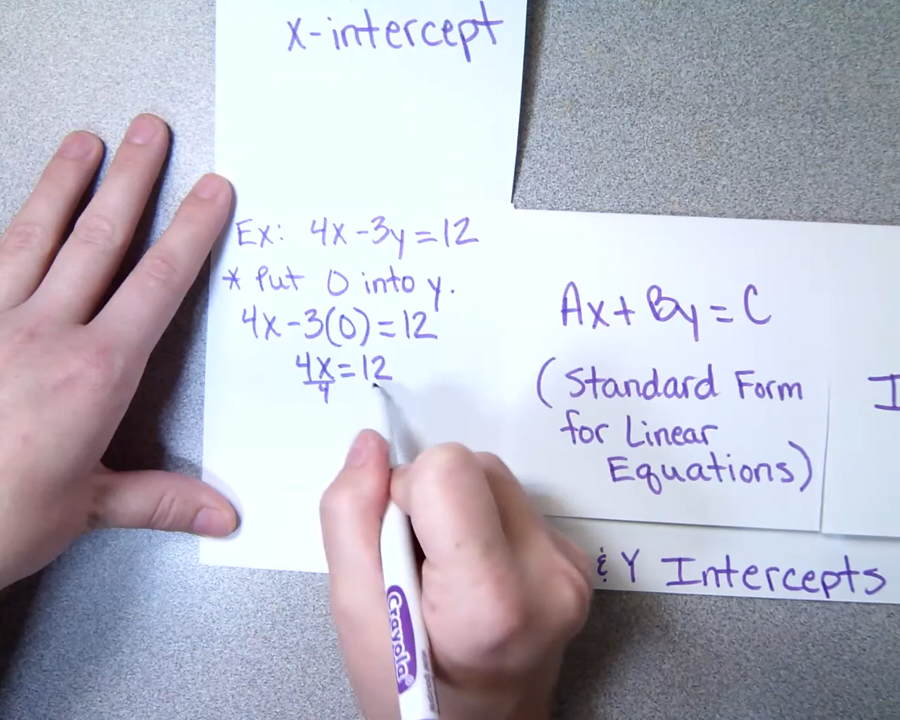 x-intercept
Ex: 4x-3y=12
* Put 0 into y.
4x-3(0)=12
4x=12
4
Ax+By=C
(Standard Form
for Linear
Equations)
I
& Y Intercepts
Crayola